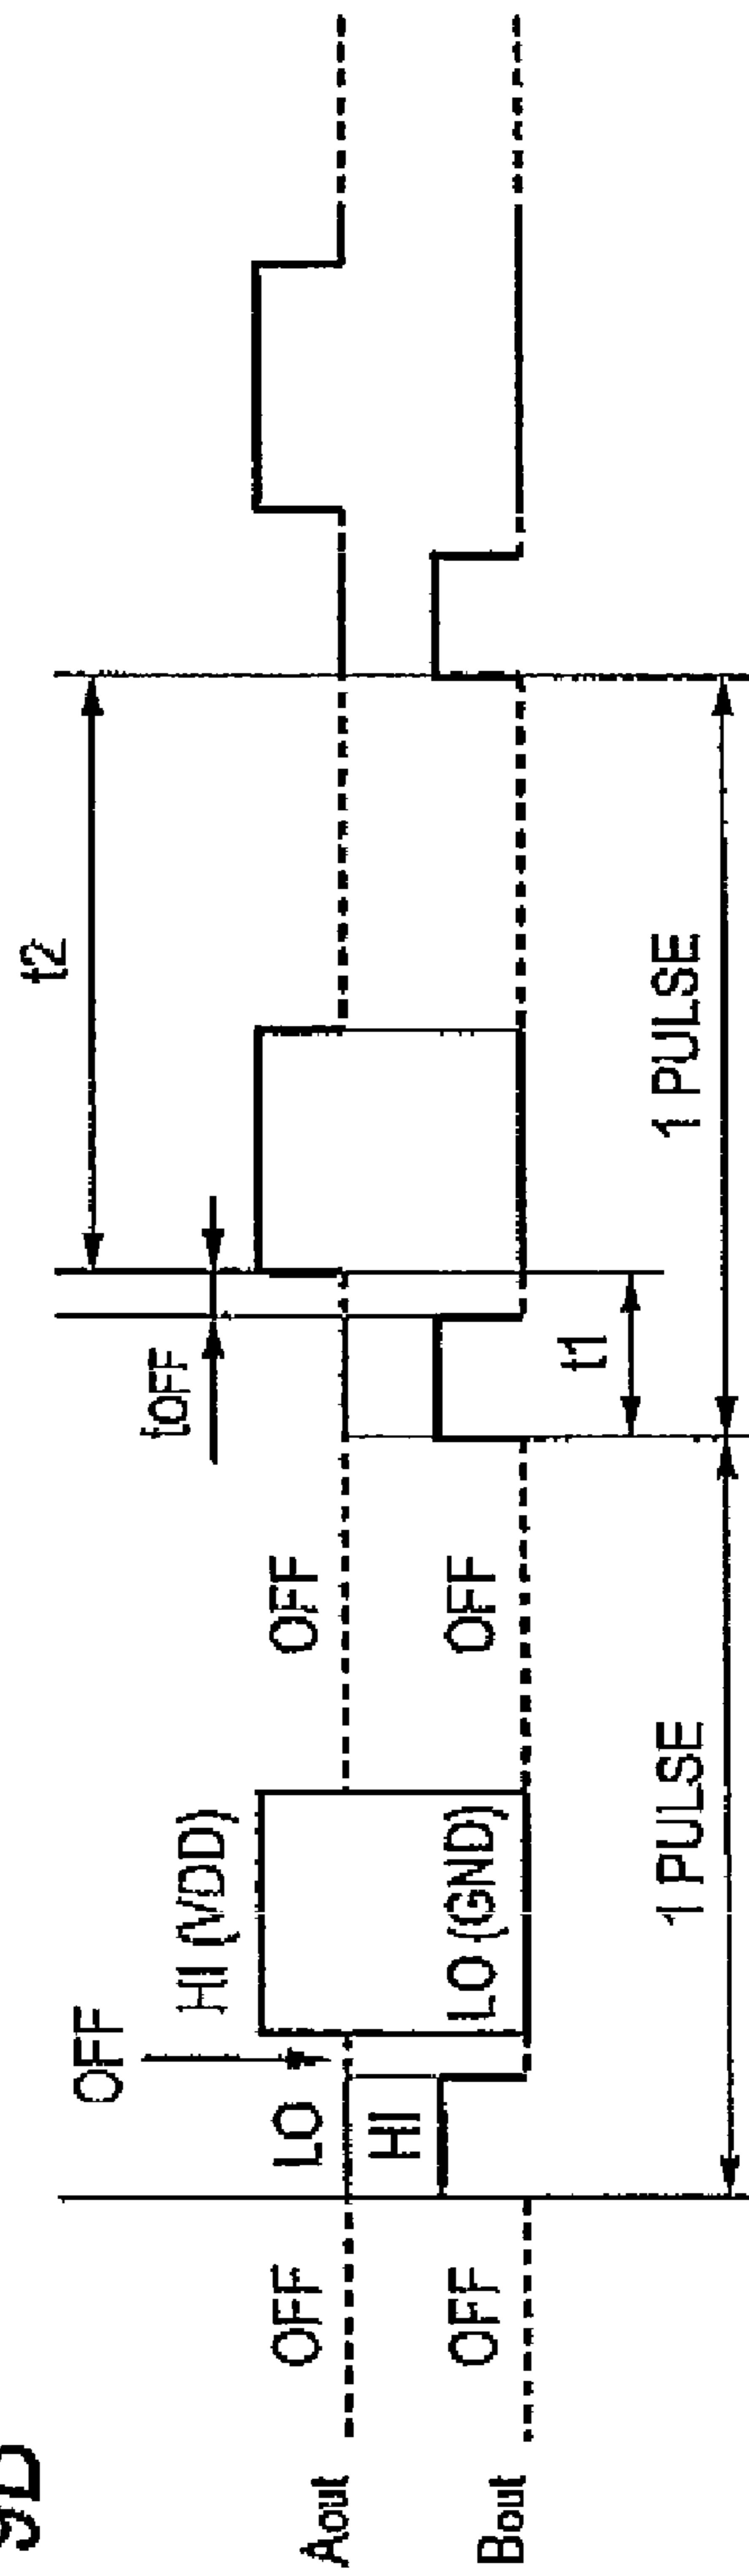 Aout
Bout
OFF
OFF
LO
HI
OFF
HI (VDD)
LO (GND)
OFF
OFF
1 PULSE
tOFF
t1
t2
1 PULSE